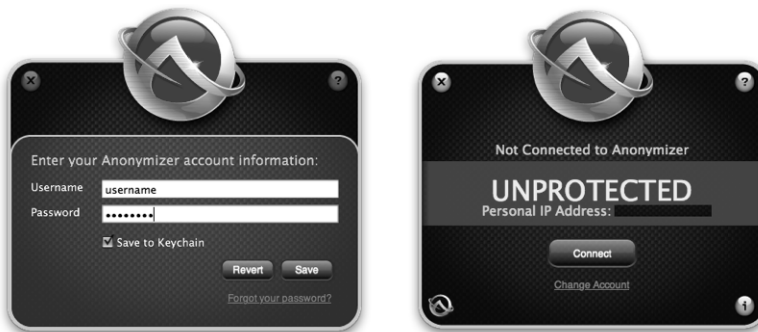 Enter your Anonymizer account information:
Username
username
Password
••••••••
Save to Keychain
Revert
Save
Forgot your password?
Not Connected to Anonymizer
UNPROTECTED
Personal IP Address:
Connect
Change Account